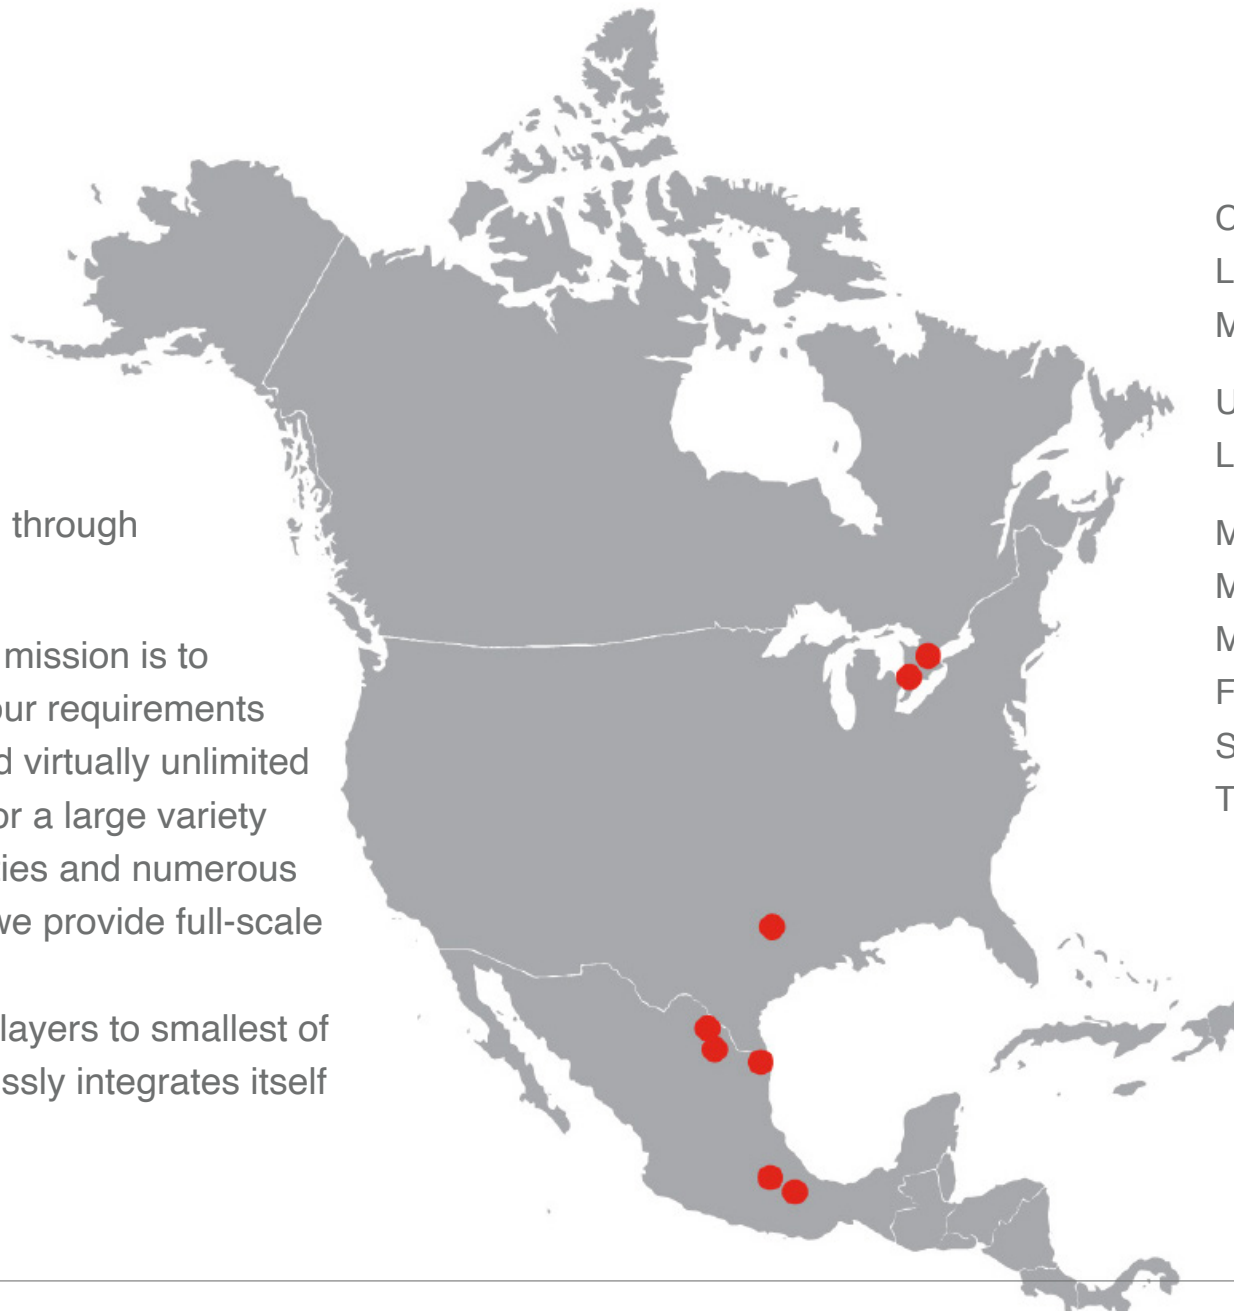 through
mission is to
our requirements
d virtually unlimited
or a large variety
ies and numerous
we provide full-scale
layers to smallest of
ssly integrates itself
C
L
M
U
L
M
M
M
F
S
T